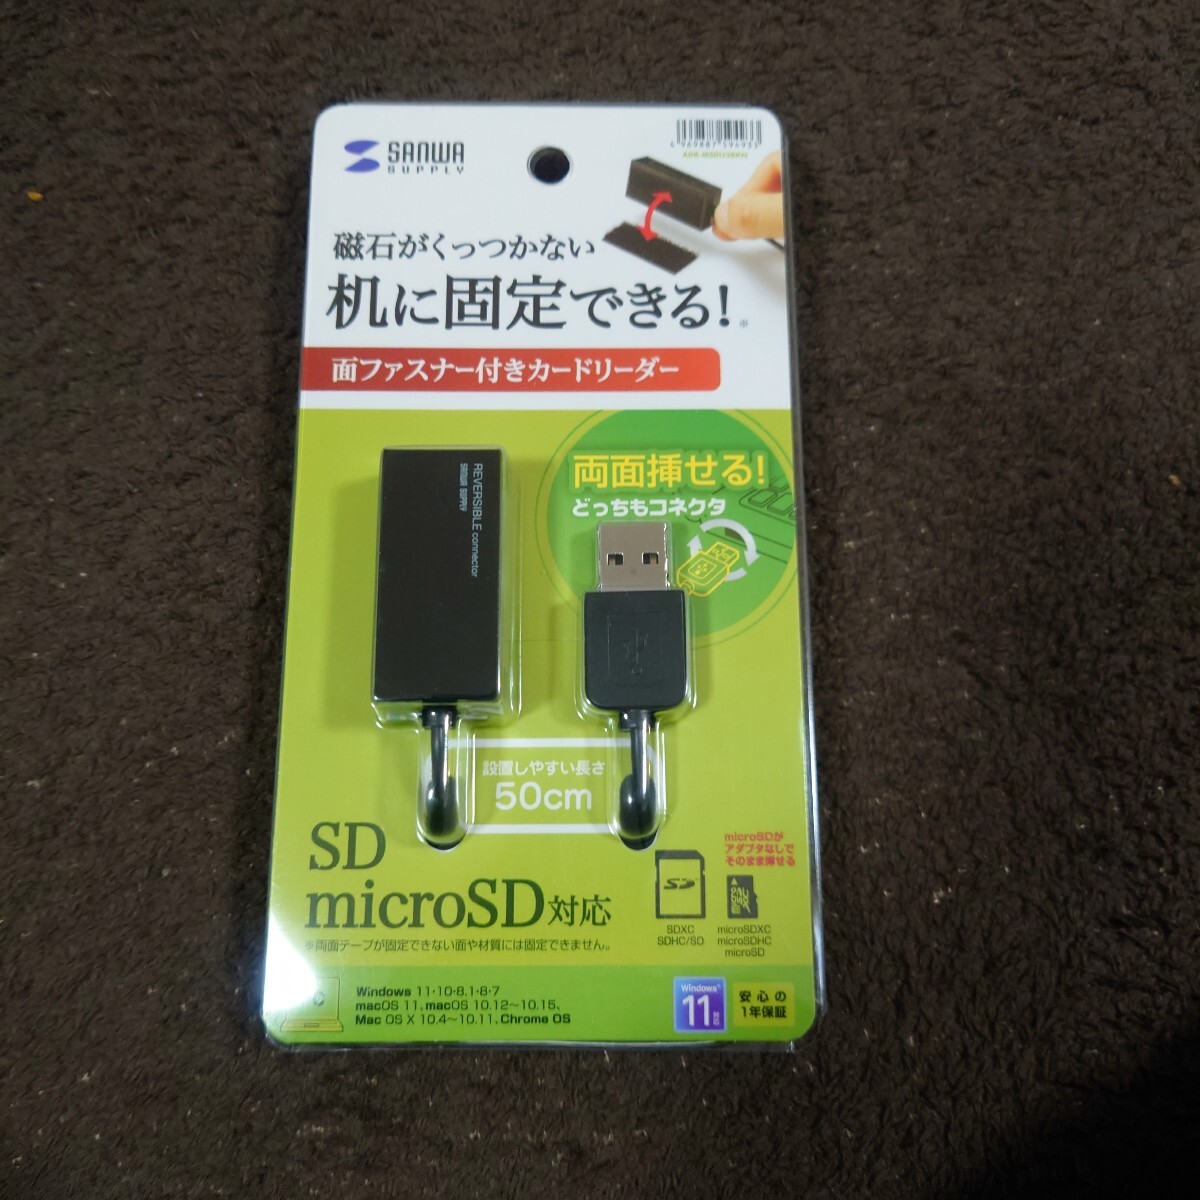 SANWA
SUPPLY
磁石がくっつかない
机に固定できる!
※
面ファスナー付きカードリーダー
REVERSIBLE connector
SANWA SUPPLY
両面挿せる!
どっちもコネクタ
設置しやすい長さ
50cm
SD
microSD対応
※両面テープが固定できない面や材質には固定できません。
microSDが
アダプタなしで
そのまま挿せる
SD
SDXC
SDHC/SD
microSDXC
microSDHC
microSD
Windows 11・10・8.1・8・7
macOS 11、macOS 10.12〜10.15、
Mac OS X 10.4〜10.11、Chrome OS
Windows
11対応
安心の
1年保証